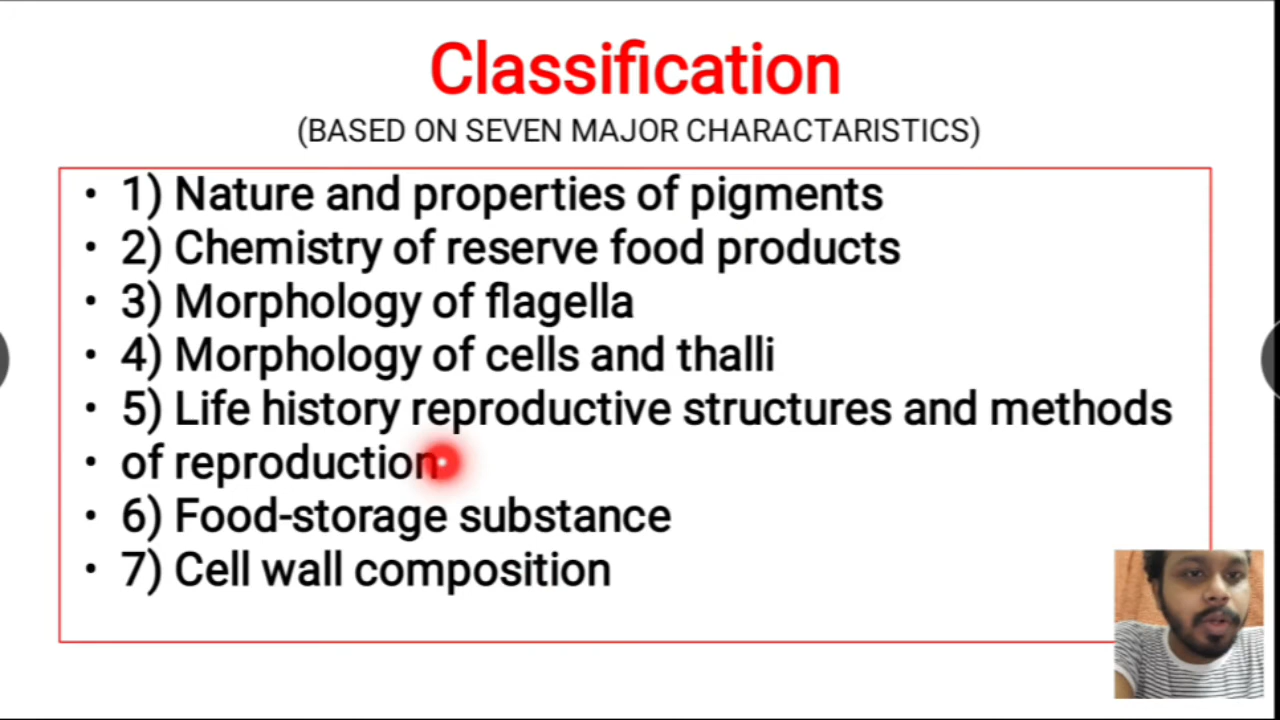 Classification
(BASED ON SEVEN MAJOR CHARACTARISTICS)
• 1) Nature and properties of pigments
• 2) Chemistry of reserve food products
• 3) Morphology of flagella
• 4) Morphology of cells and thalli
• 5) Life history reproductive structures and methods
• of reproduction
• 6) Food-storage substance
• 7) Cell wall composition